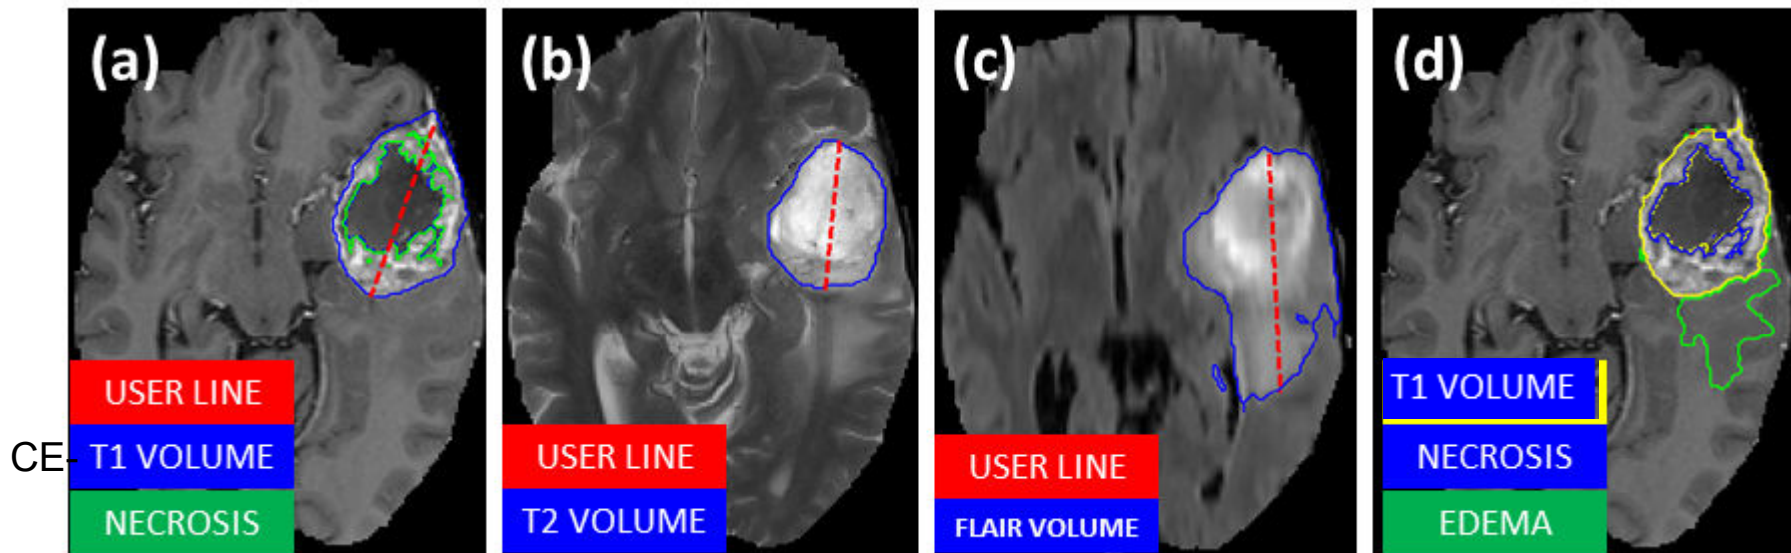 (a)
USER LINE
CE- T1 VOLUME
NECROSIS
(b)
USER LINE
T2 VOLUME
(c)
USER LINE
FLAIR VOLUME
(d)
T1 VOLUME
NECROSIS
EDEMA